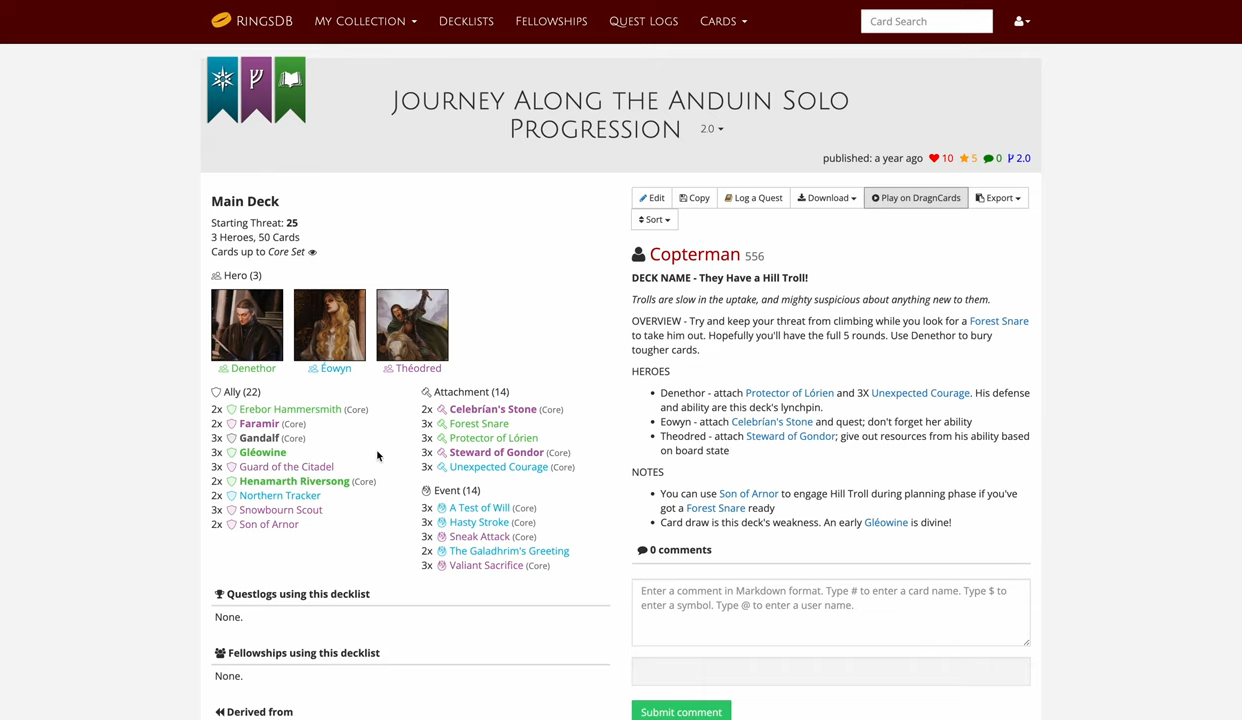 RINGSDB MY COLLECTION DECKLISTS FELLOWSHIPS QUEST LOGS CARDS Card Search
JOURNEY ALONG THE ANDUIN SOLO
PROGRESSION 2.0
published: a year ago 10 5 0 2.0
Main Deck
Starting Threat: 25
3 Heroes, 50 Cards
Cards up to Core Set
Hero (3)
Denethor Éowyn Théodred
Ally (22)
2x Erebor Hammersmith (Core)
2x Faramir (Core)
3x Gandalf (Core)
3x Gléowine
3x Guard of the Citadel
2x Henamarth Riversong (Core)
2x Northern Tracker
3x Snowbourn Scout
2x Son of Arnor
Attachment (14)
2x Celebrían's Stone (Core)
3x Forest Snare
3x Protector of Lórien
3x Steward of Gondor (Core)
3x Unexpected Courage (Core)
Event (14)
3x A Test of Will (Core)
3x Hasty Stroke (Core)
3x Sneak Attack (Core)
2x The Galadhrim's Greeting
3x Valiant Sacrifice (Core)
Questlogs using this decklist
None.
Fellowships using this decklist
None.
Derived from
Edit Copy Log a Quest Download Play on DragnCards Export
Sort
Copterman 556
DECK NAME - They Have a Hill Troll!
Trolls are slow in the uptake, and mighty suspicious about anything new to them.
OVERVIEW - Try and keep your threat from climbing while you look for a Forest Snare
to take him out. Hopefully you'll have the full 5 rounds. Use Denethor to bury
tougher cards.
HEROES
• Denethor - attach Protector of Lórien and 3X Unexpected Courage. His defense
and ability are this deck's lynchpin.
• Eowyn - attach Celebrían's Stone and quest; don't forget her ability
• Theodred - attach Steward of Gondor; give out resources from his ability based
on board state
NOTES
• You can use Son of Arnor to engage Hill Troll during planning phase if you've
got a Forest Snare ready
• Card draw is this deck's weakness. An early Gléowine is divine!
0 comments
Enter a comment in Markdown format. Type # to enter a card name. Type $ to
enter a symbol. Type @ to enter a user name.
Submit comment